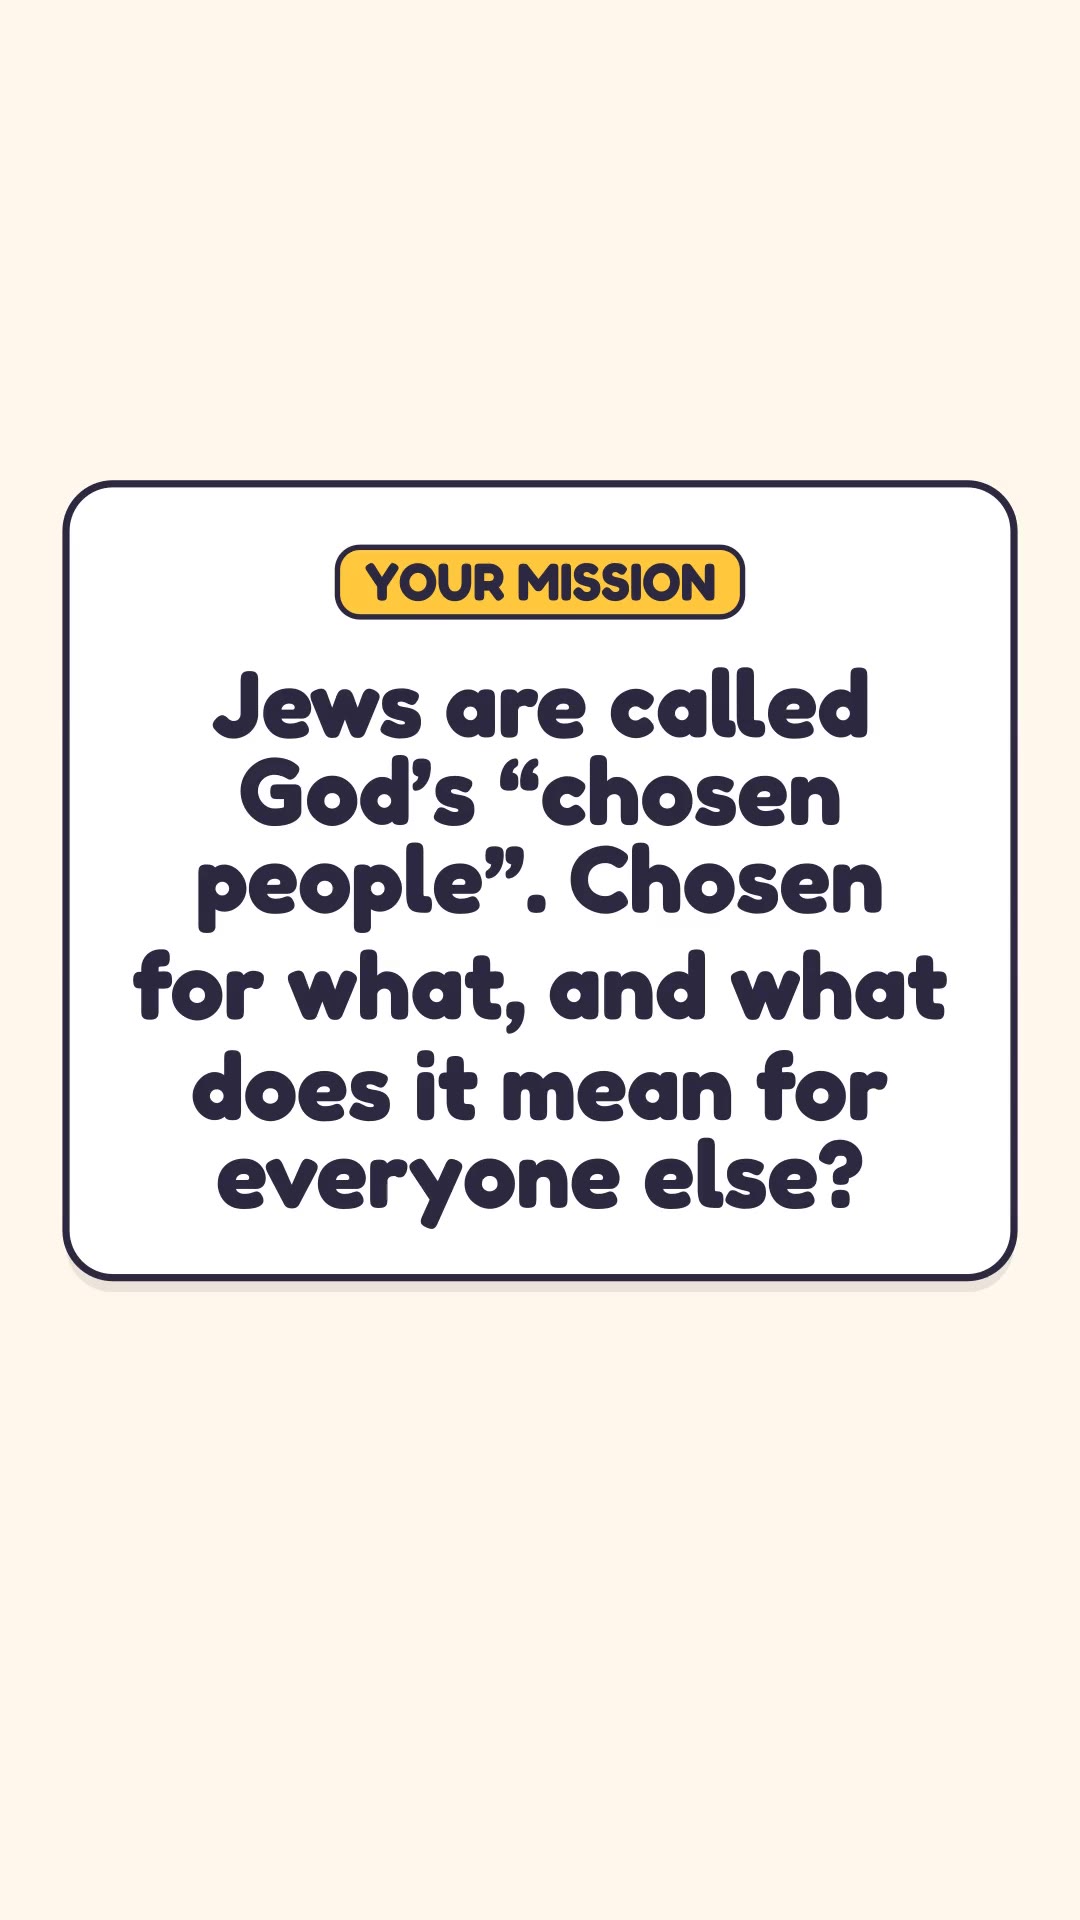 YOUR MISSION
Jews are called
God’s “chosen
people”. Chosen
for what, and what
does it mean for
everyone else?